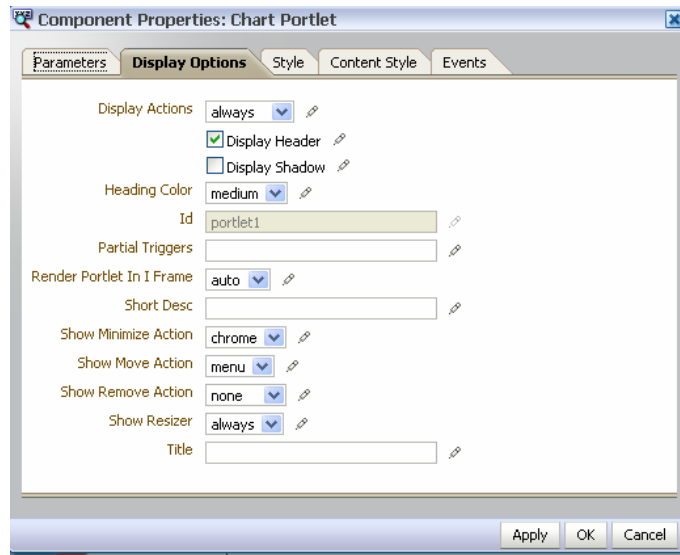 Component Properties: Chart Portlet
Parameters Display Options Style Content Style Events
Display Actions always
Display Header
Display Shadow
Heading Color medium
Id portlet1
Partial Triggers
Render Portlet In I Frame auto
Short Desc
Show Minimize Action chrome
Show Move Action menu
Show Remove Action none
Show Resizer always
Title
Apply OK Cancel